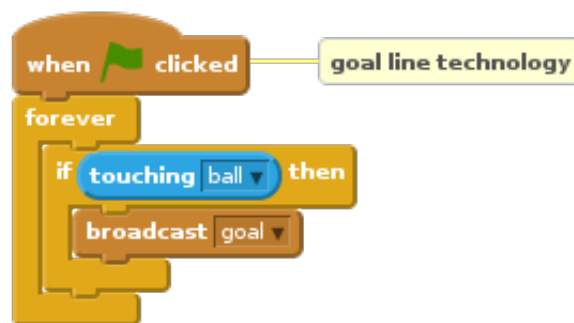 when clicked
goal line technology
forever
if touching ball then
broadcast goal